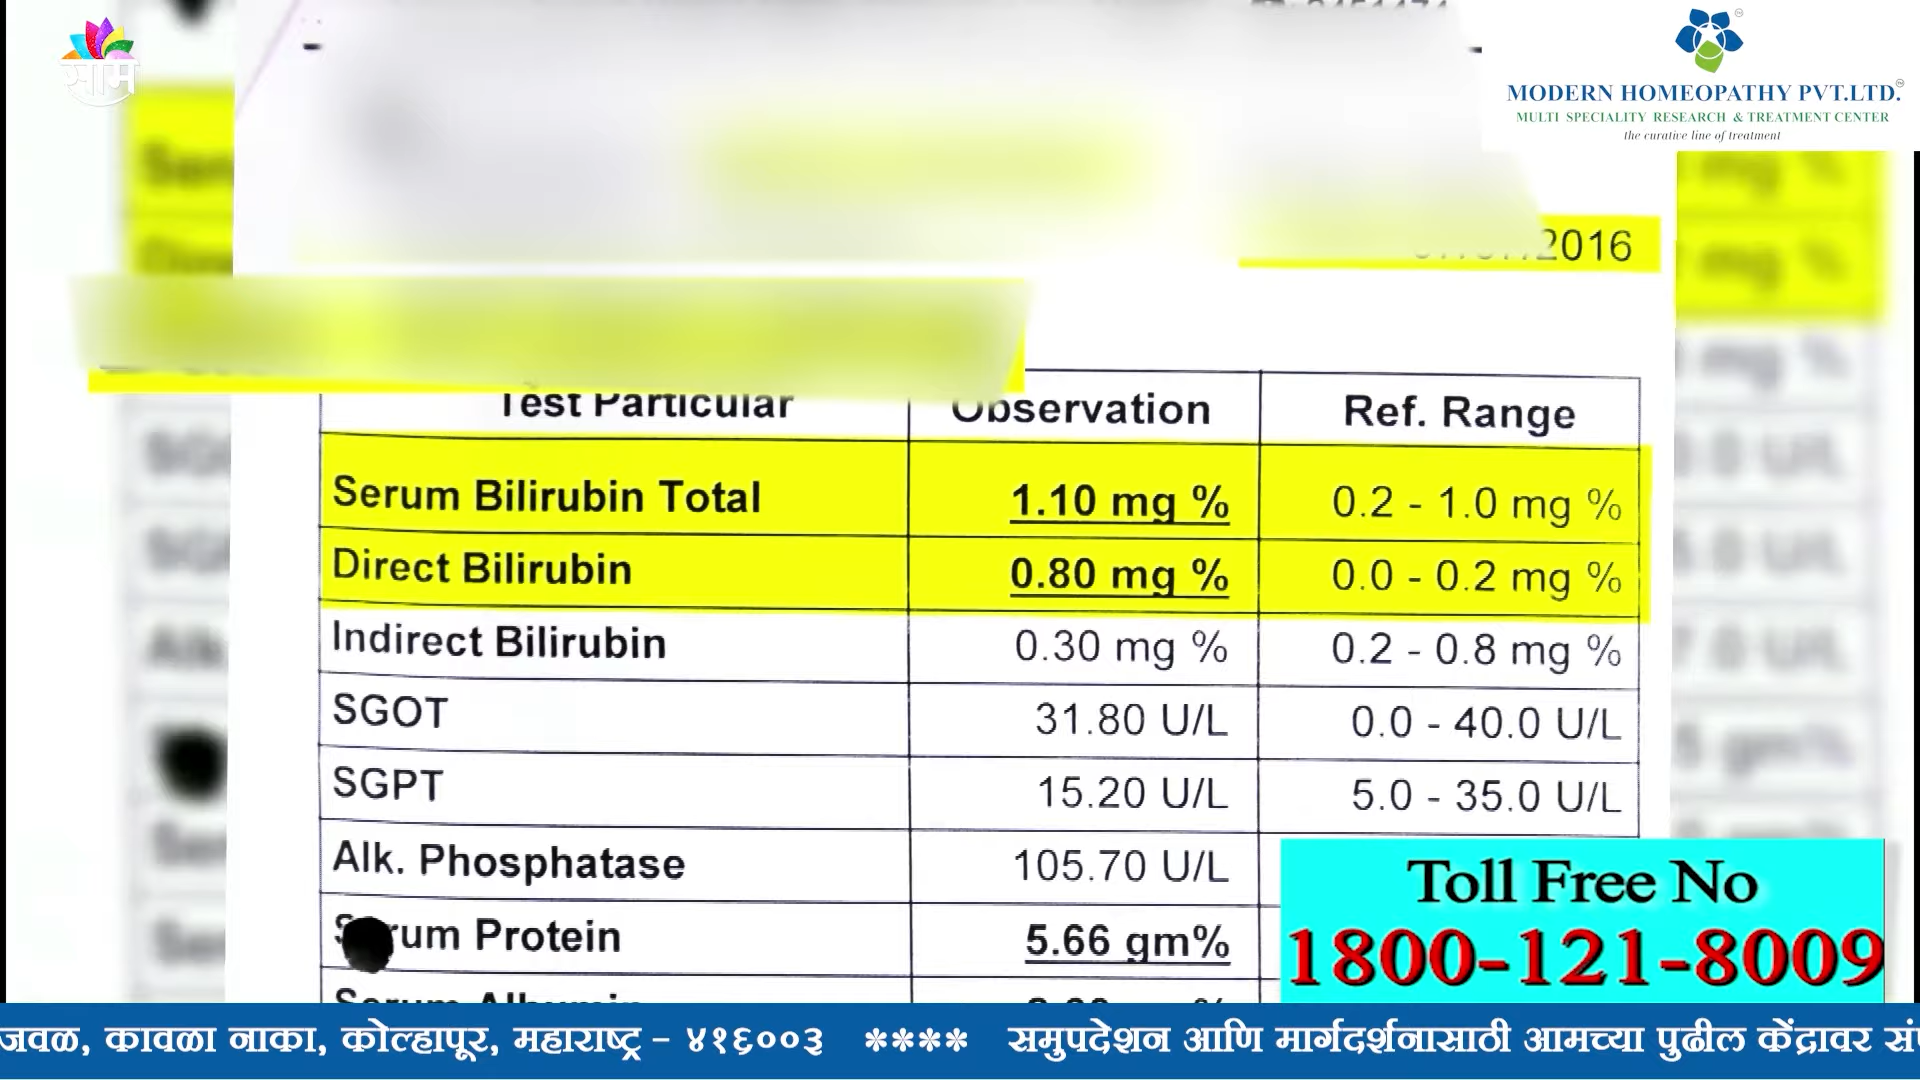 साम
MODERN HOMEOPATHY PVT.LTD.
MULTI SPECIALITY RESEARCH & TREATMENT CENTER
the curative line of treatment
2016
Test Particular Observation Ref. Range
Serum Bilirubin Total 1.10 mg % 0.2 - 1.0 mg %
Direct Bilirubin 0.80 mg % 0.0 - 0.2 mg %
Indirect Bilirubin 0.30 mg % 0.2 - 0.8 mg %
SGOT 31.80 U/L 0.0 - 40.0 U/L
SGPT 15.20 U/L 5.0 - 35.0 U/L
Alk. Phosphatase 105.70 U/L
Serum Protein 5.66 gm%
Serum Albumin
Toll Free No
1800-121-8009
जवळ, कावळा नाका, कोल्हापूर, महाराष्ट्र - ४१६००३ **** समुपदेशन आणि मार्गदर्शनासाठी आमच्या पुढील केंद्रावर